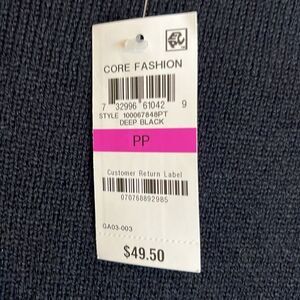 CORE FASHION
7 32996 61042 9
STYLE 100067848PT
DEEP BLACK
PP
Customer Return Label
070768892985
GA03-003
$49.50